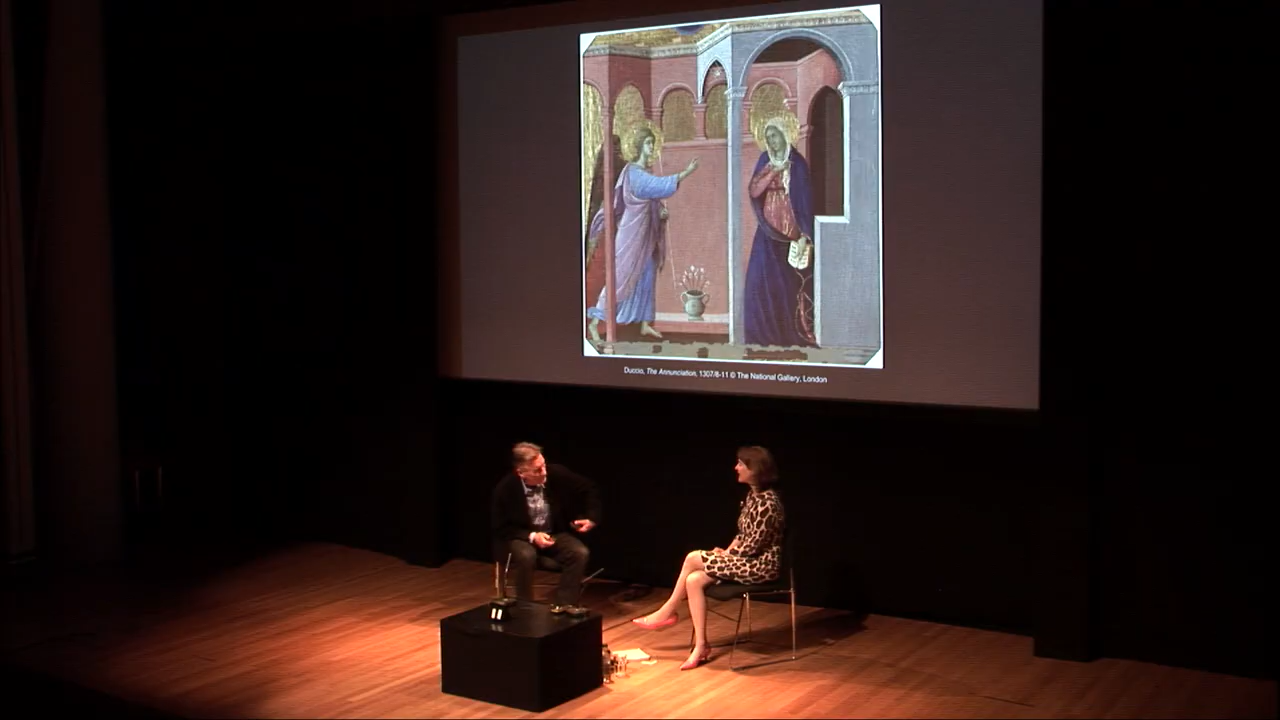 Duccio, The Annunciation, 1307/8-11 © The National Gallery, London